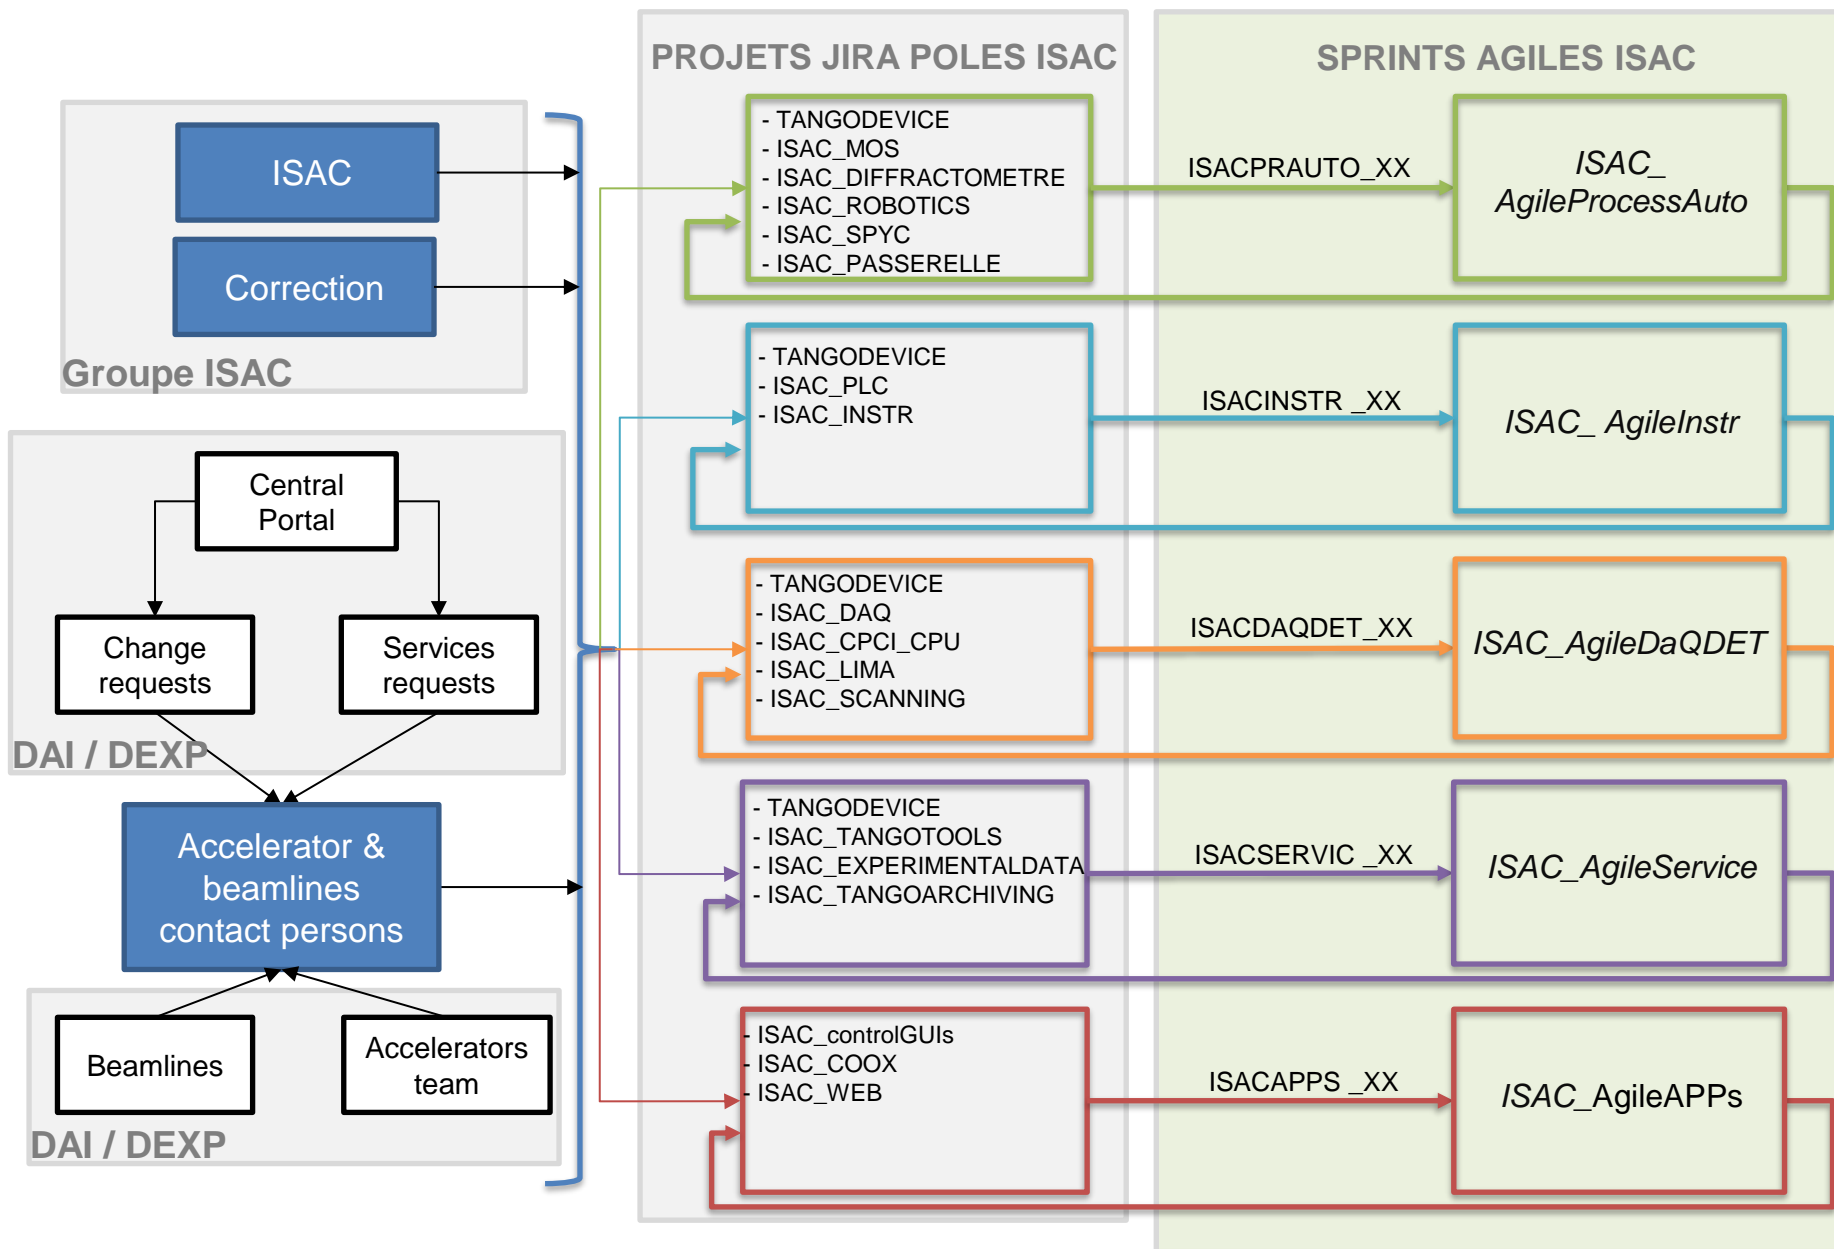 PROJETS JIRA POLES ISAC
SPRINTS AGILES ISAC
ISAC
Correction
Groupe ISAC
Central
Portal
Change
requests
Services
requests
DAI / DEXP
Accelerator &
beamlines
contact persons
Beamlines
Accelerators
team
DAI / DEXP
- TANGODEVICE
- ISAC_MOS
- ISAC_DIFFRACTOMETRE
- ISAC_ROBOTICS
- ISAC_SPYC
- ISAC_PASSERELLE
ISACPRAUTO_XX
ISAC_
AgileProcessAuto
- TANGODEVICE
- ISAC_PLC
- ISAC_INSTR
ISACINSTR _XX
ISAC_ AgileInstr
- TANGODEVICE
- ISAC_DAQ
- ISAC_CPCI_CPU
- ISAC_LIMA
- ISAC_SCANNING
ISACDAQDET_XX
ISAC_AgileDaQDET
- TANGODEVICE
- ISAC_TANGOTOOLS
- ISAC_EXPERIMENTALDATA
- ISAC_TANGOARCHIVING
ISACSERVIC _XX
ISAC_AgileService
- ISAC_controlGUIs
- ISAC_COOX
- ISAC_WEB
ISACAPPS _XX
ISAC_AgileAPPs